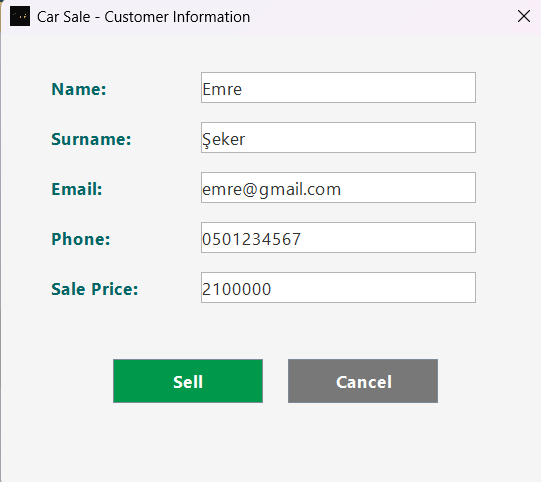 Car Sale - Customer Information
Name: Emre
Surname: Şeker
Email: emre@gmail.com
Phone: 0501234567
Sale Price: 2100000
Sell Cancel